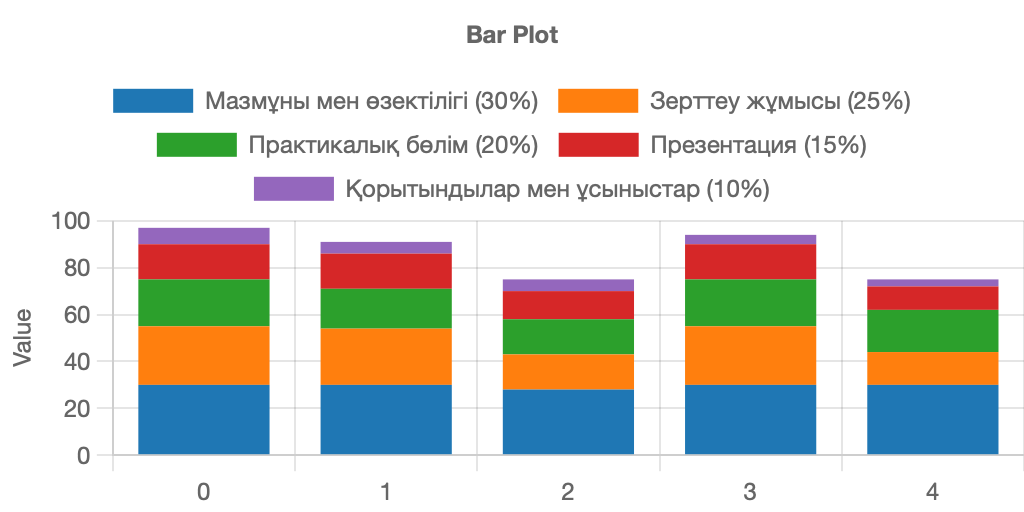 Bar Plot
Мазмұны мен өзектілігі (30%) Зерттеу жұмысы (25%)
Практикалық бөлім (20%) Презентация (15%)
Қорытындылар мен ұсыныстар (10%)
100
80
60
40
20
0
Value
0 1 2 3 4